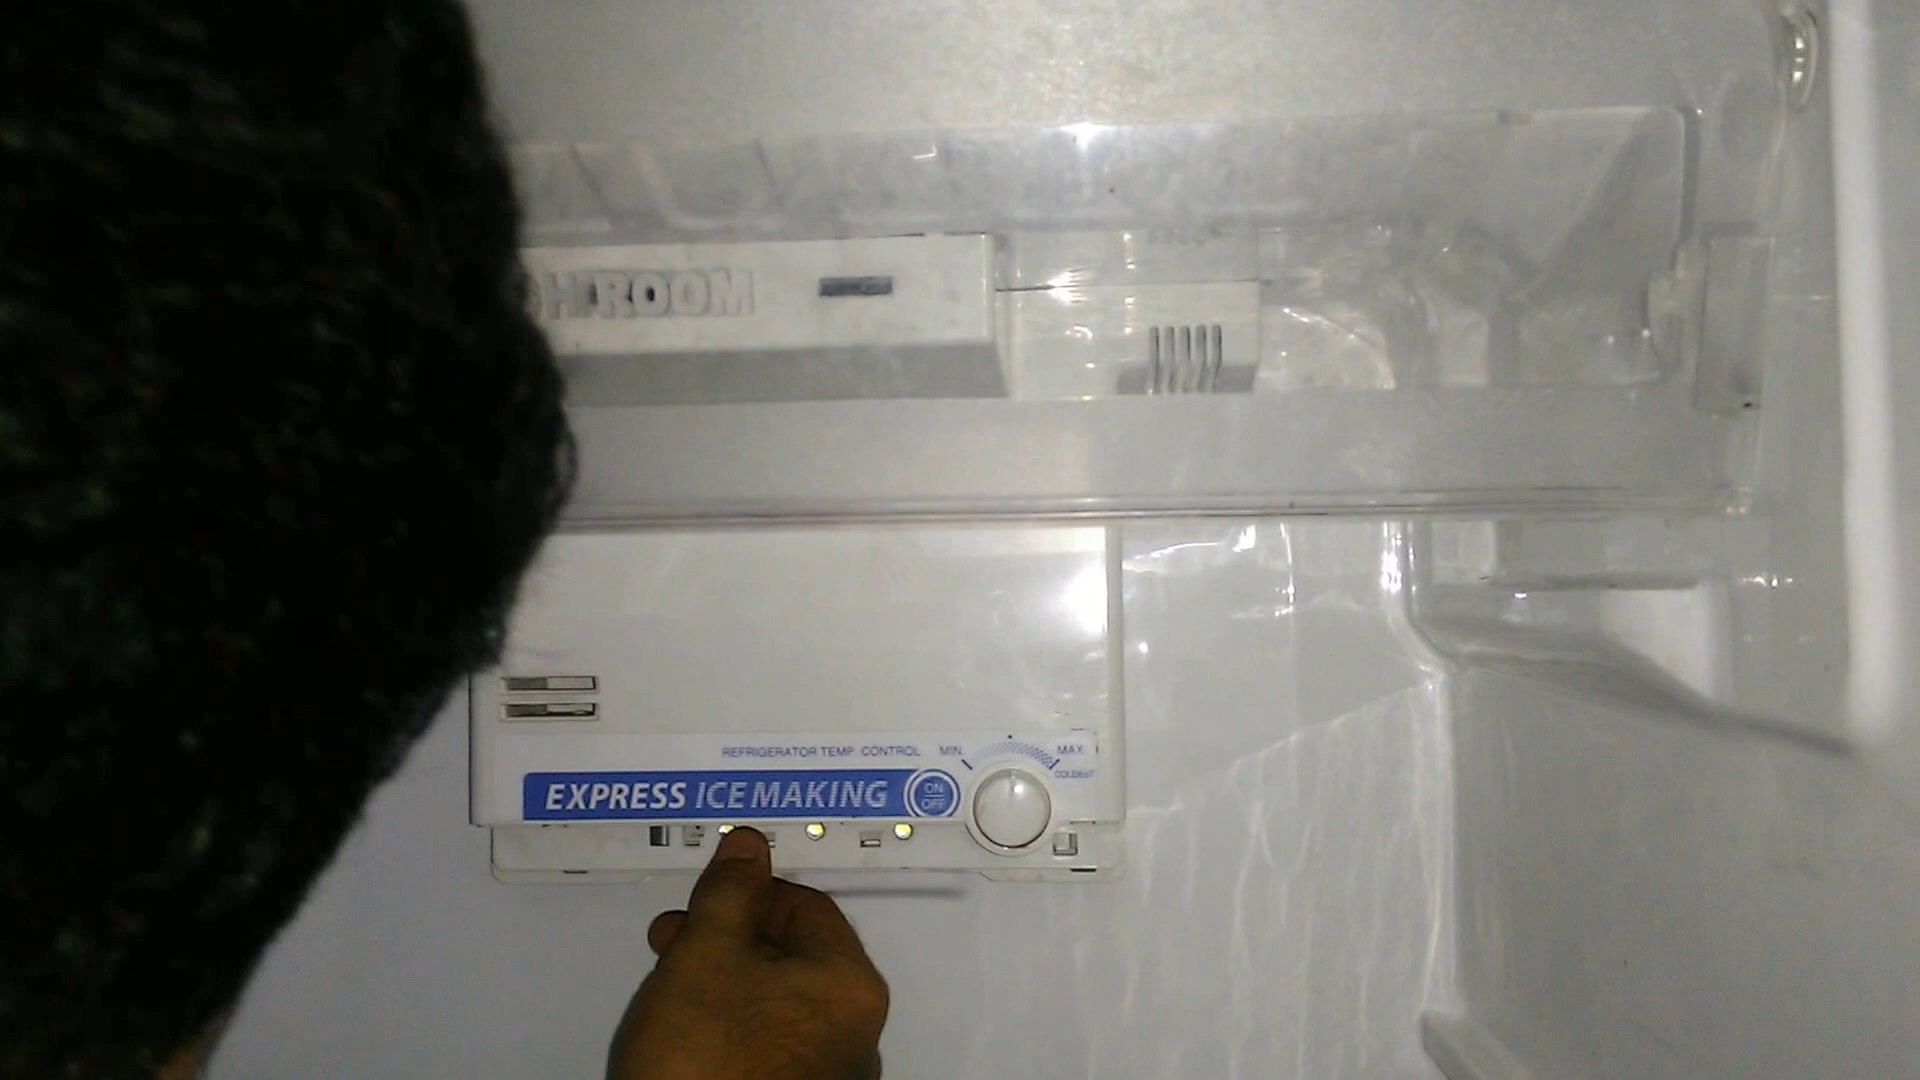 H ROOM
REFRIGERATOR TEMP CONTROL
MIN
MAX
COLDEST
EXPRESS ICE MAKING
ON
OFF